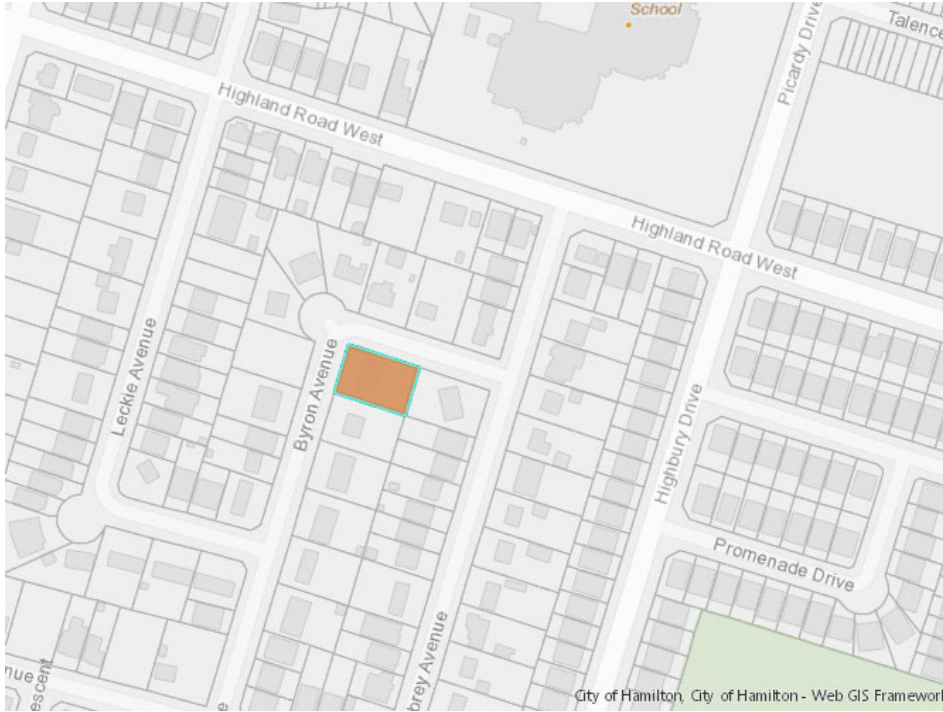 School
Talence
Picardy Drive
Highland Road West
Highland Road West
Leckie Avenue
Byron Avenue
Highbury Drive
Promenade Drive
brey Avenue
nue
escent
City of Hamilton, City of Hamilton - Web GIS Framework